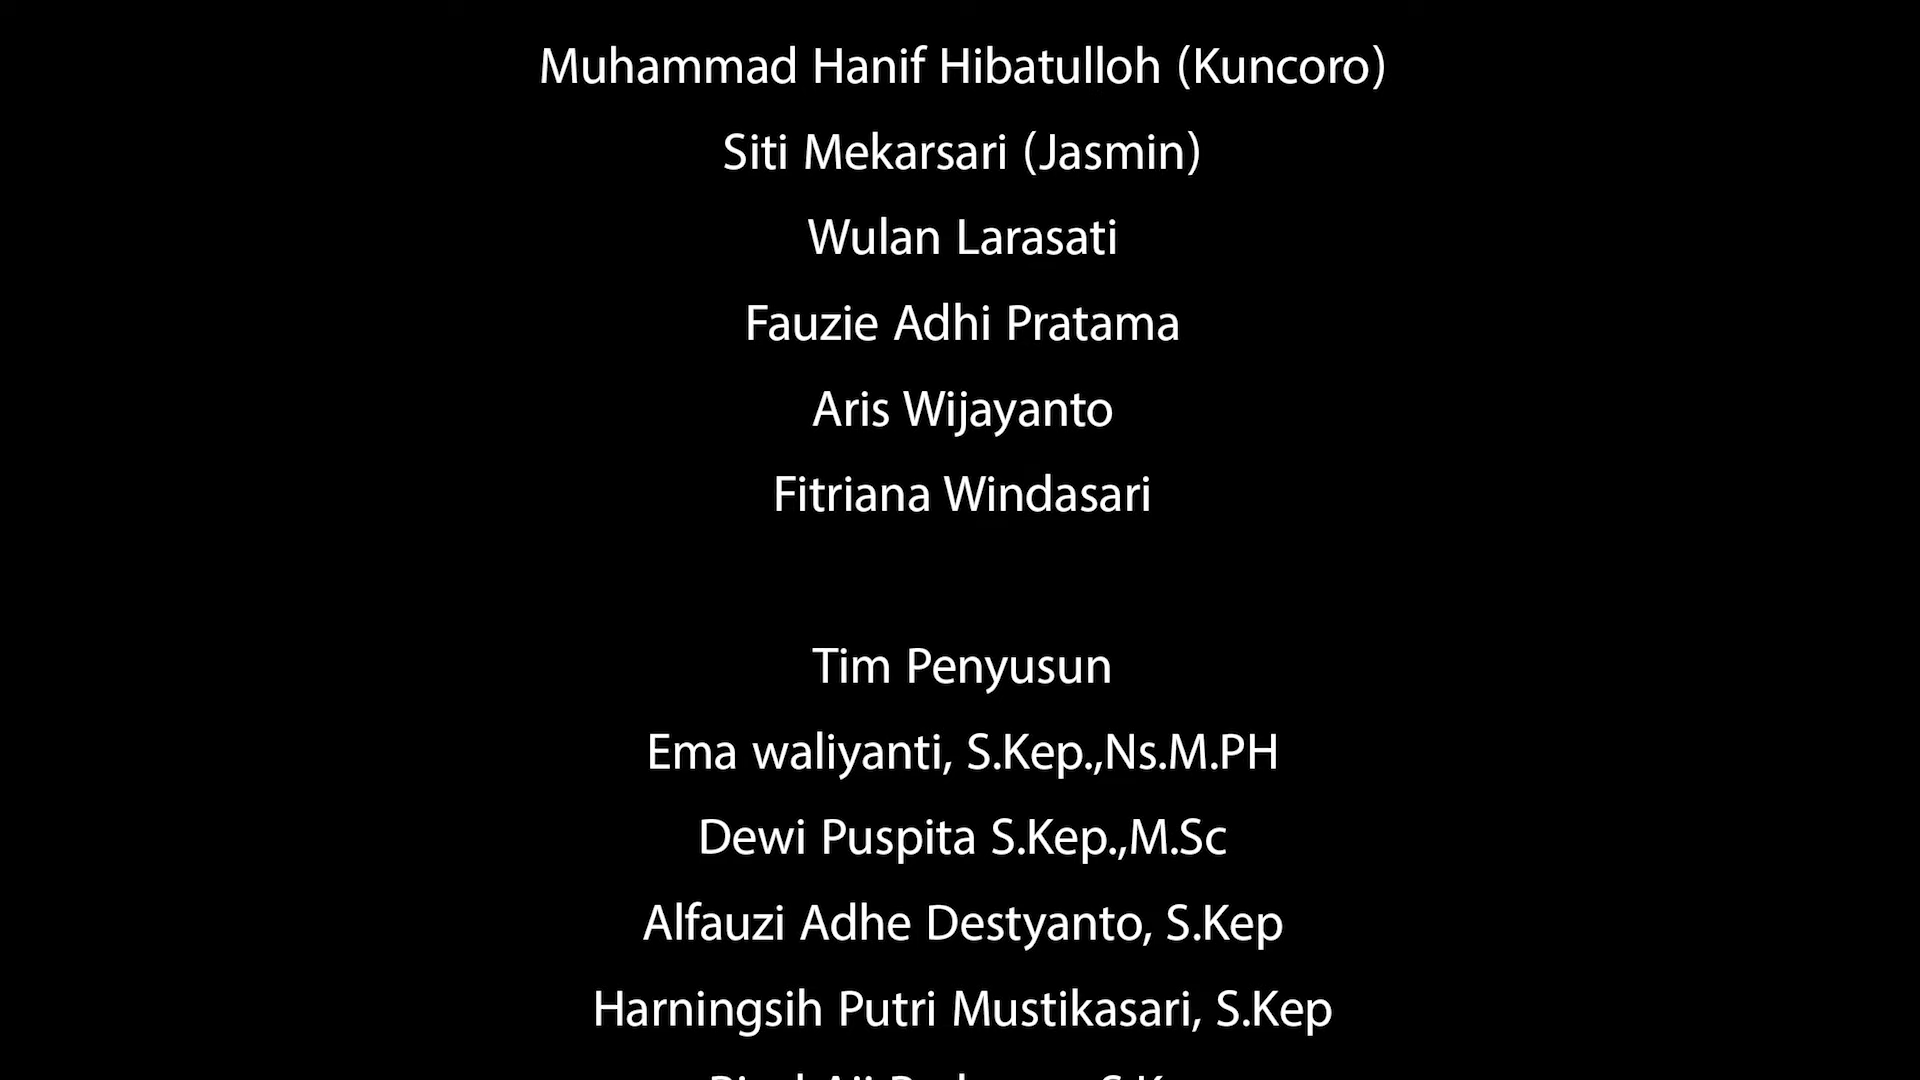 Muhammad Hanif Hibatulloh (Kuncoro)
Siti Mekarsari (Jasmin)
Wulan Larasati
Fauzie Adhi Pratama
Aris Wijayanto
Fitriana Windasari
Tim Penyusun
Ema waliyanti, S.Kep.,Ns.M.PH
Dewi Puspita S.Kep.,M.Sc
Alfauzi Adhe Destyanto, S.Kep
Harningsih Putri Mustikasari, S.Kep